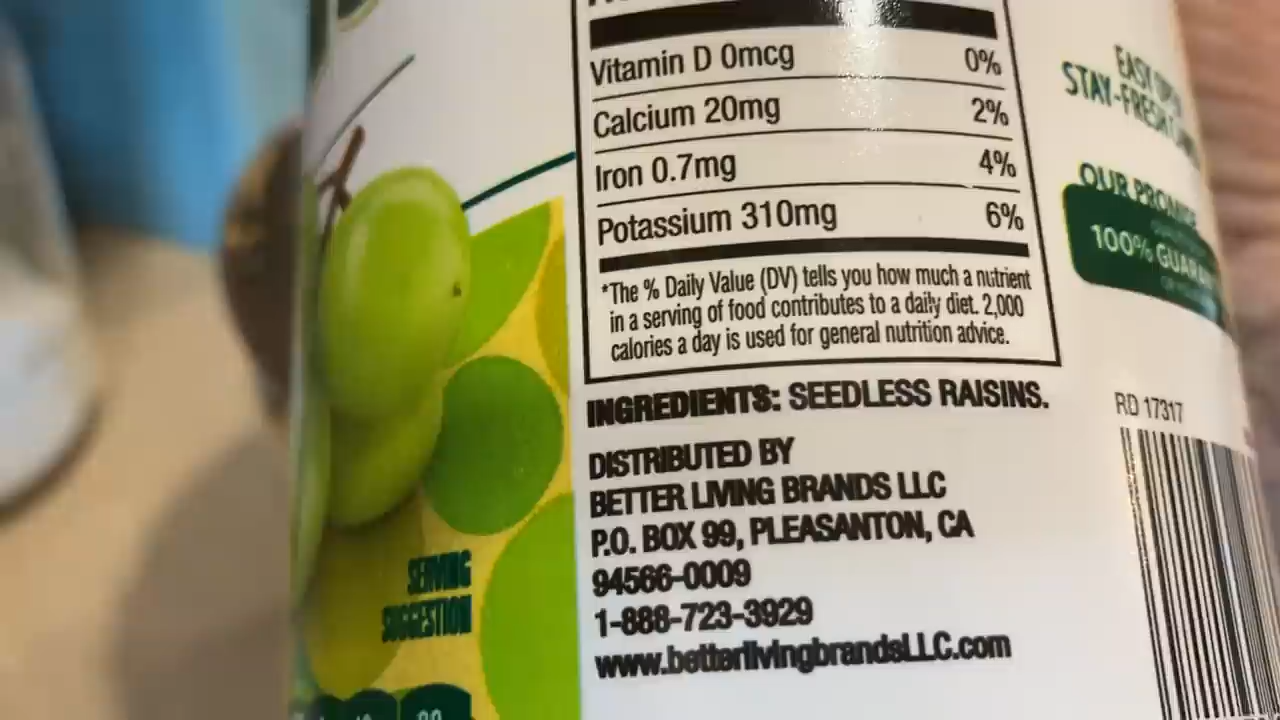 Vitamin D 0mcg 0%
Calcium 20mg 2%
Iron 0.7mg 4%
Potassium 310mg 6%
*The % Daily Value (DV) tells you how much a nutrient
in a serving of food contributes to a daily diet. 2,000
calories a day is used for general nutrition advice.
INGREDIENTS: SEEDLESS RAISINS.
DISTRIBUTED BY
BETTER LIVING BRANDS LLC
P.O. BOX 99, PLEASANTON, CA
94566-0009
1-888-723-3929
www.betterlivingbrandsLLC.com
SERVING
SUGGESTION
EASY
STAY-FRESH
OUR PROMISE
100%
RD 17317